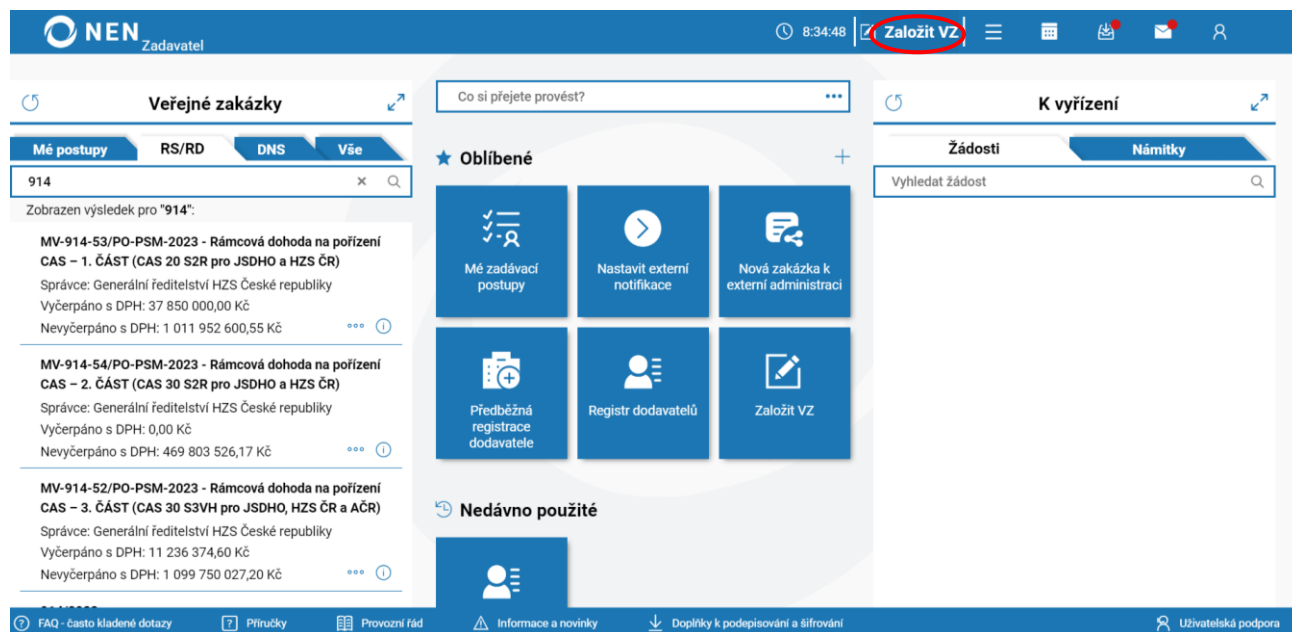 NEN
Zadavatel
8:34:48
Založit VZ
Veřejné zakázky
Mé postupy
RS/RD
DNS
Vše
914
Zobrazen výsledek pro "914":
MV-914-53/PO-PSM-2023 - Rámcová dohoda na pořízení
CAS – 1. ČÁST (CAS 20 S2R pro JSDHO a HZS ČR)
Správce: Generální ředitelství HZS České republiky
Vyčerpáno s DPH: 37 850 000,00 Kč
Nevyčerpáno s DPH: 1 011 952 600,55 Kč
MV-914-54/PO-PSM-2023 - Rámcová dohoda na pořízení
CAS – 2. ČÁST (CAS 30 S2R pro JSDHO a HZS ČR)
Správce: Generální ředitelství HZS České republiky
Vyčerpáno s DPH: 0,00 Kč
Nevyčerpáno s DPH: 469 803 526,17 Kč
MV-914-52/PO-PSM-2023 - Rámcová dohoda na pořízení
CAS – 3. ČÁST (CAS 30 S3VH pro JSDHO, HZS ČR a AČR)
Správce: Generální ředitelství HZS České republiky
Vyčerpáno s DPH: 11 236 374,60 Kč
Nevyčerpáno s DPH: 1 099 750 027,20 Kč
Co si přejete provést?
Oblíbené
Mé zadávací
postupy
Nastavit externí
notifikace
Nová zakázka k
externí administraci
Předběžná
registrace
dodavatele
Registr dodavatelů
Založit VZ
Nedávno použité
K vyřízení
Žádosti
Námitky
Vyhledat žádost
FAQ - často kladené dotazy
Příručky
Provozní řád
Informace a novinky
Doplňky k podepisování a šifrování
Uživatelská podpora